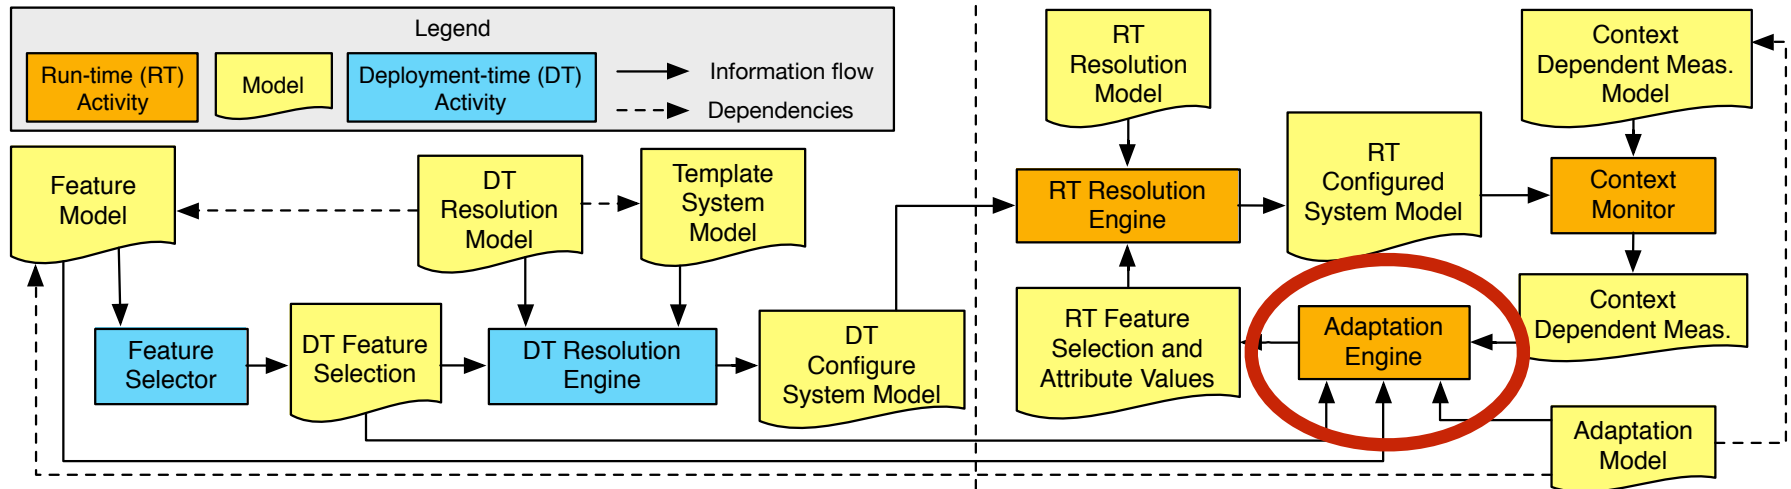 Legend
Run-time (RT)
Activity
Model
Deployment-time (DT)
Activity
Information flow
Dependencies
Feature
Model
DT
Resolution
Model
Template
System
Model
Feature
Selector
DT Feature
Selection
DT Resolution
Engine
DT
Configure
System Model
RT
Resolution
Model
RT Resolution
Engine
RT
Configured
System Model
Context
Dependent Meas.
Model
Context
Monitor
RT Feature
Selection and
Attribute Values
Adaptation
Engine
Context
Dependent Meas.
Adaptation
Model